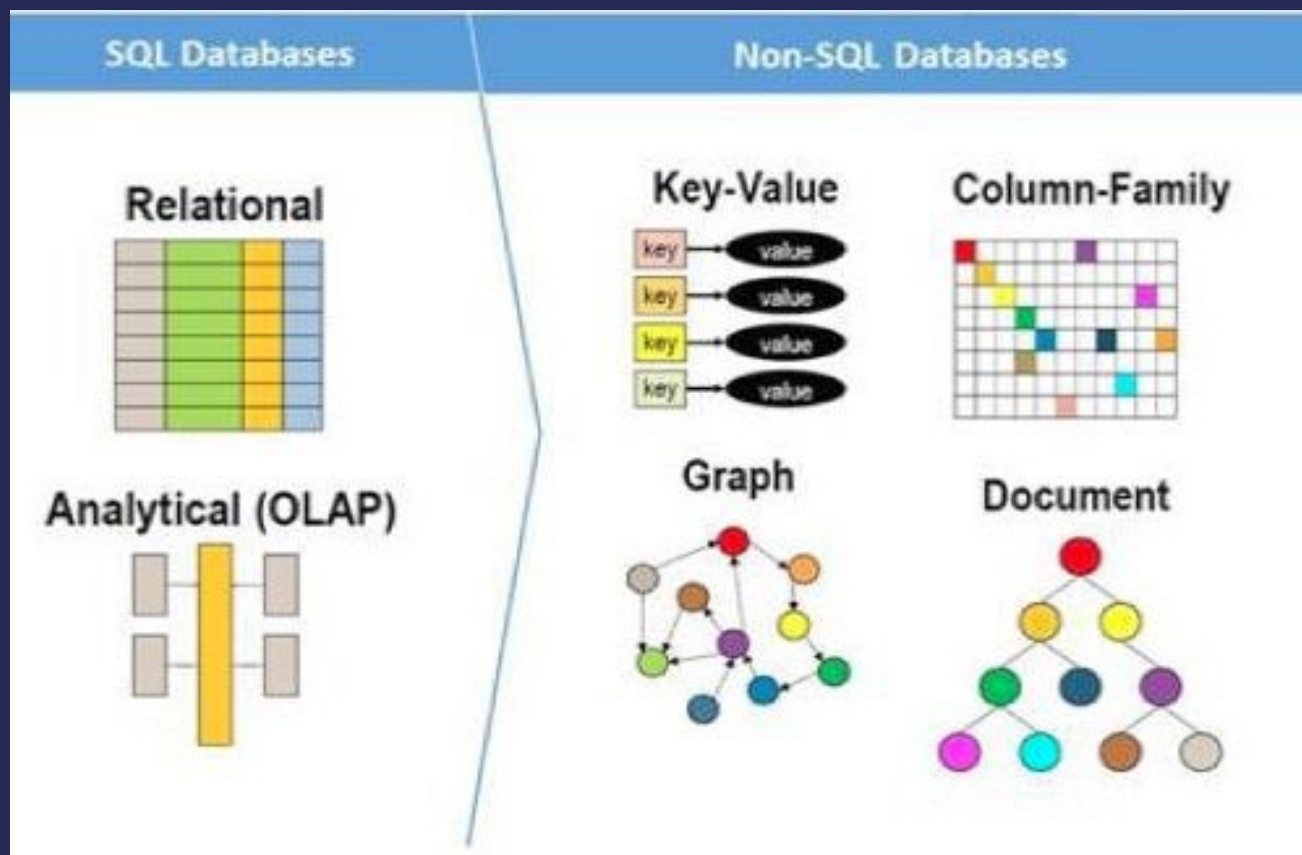 SQL Databases
Non-SQL Databases
Relational
Analytical (OLAP)
Key-Value
key value
key value
key value
key value
Column-Family
Graph
Document